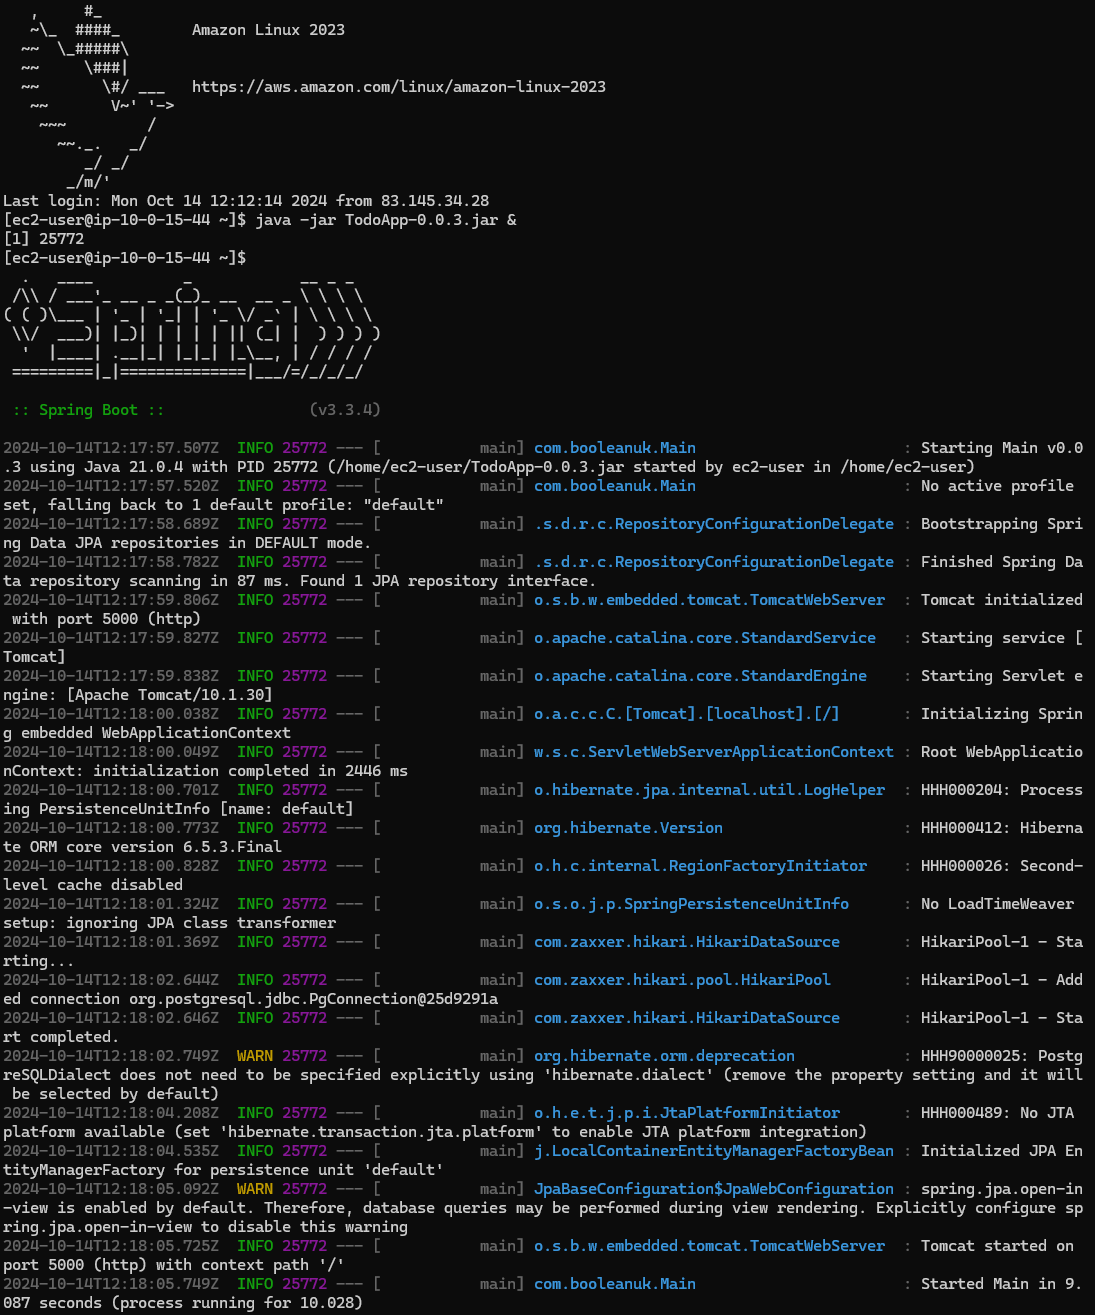 ,     #_
   ~\_  ####_        Amazon Linux 2023
  ~~  \_#####\
  ~~     \###|
  ~~       \#/ ___   https://aws.amazon.com/linux/amazon-linux-2023
   ~~       V~' '->
    ~~~         /
      ~~._.   _/
         _/ _/
       _/m/'
Last login: Mon Oct 14 12:12:14 2024 from 83.145.34.28
[ec2-user@ip-10-0-15-44 ~]$ java -jar TodoApp-0.0.3.jar &
[1] 25772
[ec2-user@ip-10-0-15-44 ~]$
  .   ____          _            __ _ _
 /\\ / ___'_ __ _ _(_)_ __  __ _ \ \ \ \
( ( )\___ | '_ | '_| | '_ \/ _` | \ \ \ \
 \\/  ___)| |_)| | | | | || (_| |  ) ) ) )
  '  |____| .__|_| |_|_| |_\__, | / / / /
 =========|_|==============|___/=/_/_/_/

 :: Spring Boot ::                (v3.3.4)

2024-10-14T12:17:57.507Z  INFO 25772 --- [           main] com.booleanuk.Main                       : Starting Main v0.0
.3 using Java 21.0.4 with PID 25772 (/home/ec2-user/TodoApp-0.0.3.jar started by ec2-user in /home/ec2-user)
2024-10-14T12:17:57.520Z  INFO 25772 --- [           main] com.booleanuk.Main                       : No active profile
set, falling back to 1 default profile: "default"
2024-10-14T12:17:58.689Z  INFO 25772 --- [           main] .s.d.r.c.RepositoryConfigurationDelegate : Bootstrapping Spri
ng Data JPA repositories in DEFAULT mode.
2024-10-14T12:17:58.782Z  INFO 25772 --- [           main] .s.d.r.c.RepositoryConfigurationDelegate : Finished Spring Da
ta repository scanning in 87 ms. Found 1 JPA repository interface.
2024-10-14T12:17:59.806Z  INFO 25772 --- [           main] o.s.b.w.embedded.tomcat.TomcatWebServer  : Tomcat initialized
 with port 5000 (http)
2024-10-14T12:17:59.827Z  INFO 25772 --- [           main] o.apache.catalina.core.StandardService   : Starting service [
Tomcat]
2024-10-14T12:17:59.838Z  INFO 25772 --- [           main] o.apache.catalina.core.StandardEngine    : Starting Servlet e
ngine: [Apache Tomcat/10.1.30]
2024-10-14T12:18:00.038Z  INFO 25772 --- [           main] o.a.c.c.C.[Tomcat].[localhost].[/]       : Initializing Sprin
g embedded WebApplicationContext
2024-10-14T12:18:00.049Z  INFO 25772 --- [           main] w.s.c.ServletWebServerApplicationContext : Root WebApplicatio
nContext: initialization completed in 2446 ms
2024-10-14T12:18:00.701Z  INFO 25772 --- [           main] o.hibernate.jpa.internal.util.LogHelper  : HHH000204: Process
ing PersistenceUnitInfo [name: default]
2024-10-14T12:18:00.773Z  INFO 25772 --- [           main] org.hibernate.Version                    : HHH000412: Hiberna
te ORM core version 6.5.3.Final
2024-10-14T12:18:00.828Z  INFO 25772 --- [           main] o.h.c.internal.RegionFactoryInitiator    : HHH000026: Second-
level cache disabled
2024-10-14T12:18:01.324Z  INFO 25772 --- [           main] o.s.o.j.p.SpringPersistenceUnitInfo      : No LoadTimeWeaver
setup: ignoring JPA class transformer
2024-10-14T12:18:01.369Z  INFO 25772 --- [           main] com.zaxxer.hikari.HikariDataSource       : HikariPool-1 - Sta
rting...
2024-10-14T12:18:02.644Z  INFO 25772 --- [           main] com.zaxxer.hikari.pool.HikariPool        : HikariPool-1 - Add
ed connection org.postgresql.jdbc.PgConnection@25d9291a
2024-10-14T12:18:02.646Z  INFO 25772 --- [           main] com.zaxxer.hikari.HikariDataSource       : HikariPool-1 - Sta
rt completed.
2024-10-14T12:18:02.749Z  WARN 25772 --- [           main] org.hibernate.orm.deprecation            : HHH90000025: Postg
reSQLDialect does not need to be specified explicitly using 'hibernate.dialect' (remove the property setting and it will
 be selected by default)
2024-10-14T12:18:04.208Z  INFO 25772 --- [           main] o.h.e.t.j.p.i.JtaPlatformInitiator       : HHH000489: No JTA
platform available (set 'hibernate.transaction.jta.platform' to enable JTA platform integration)
2024-10-14T12:18:04.535Z  INFO 25772 --- [           main] j.LocalContainerEntityManagerFactoryBean : Initialized JPA En
tityManagerFactory for persistence unit 'default'
2024-10-14T12:18:05.092Z  WARN 25772 --- [           main] JpaBaseConfiguration$JpaWebConfiguration : spring.jpa.open-in
-view is enabled by default. Therefore, database queries may be performed during view rendering. Explicitly configure sp
ring.jpa.open-in-view to disable this warning
2024-10-14T12:18:05.725Z  INFO 25772 --- [           main] o.s.b.w.embedded.tomcat.TomcatWebServer  : Tomcat started on
port 5000 (http) with context path '/'
2024-10-14T12:18:05.749Z  INFO 25772 --- [           main] com.booleanuk.Main                       : Started Main in 9.
087 seconds (process running for 10.028)